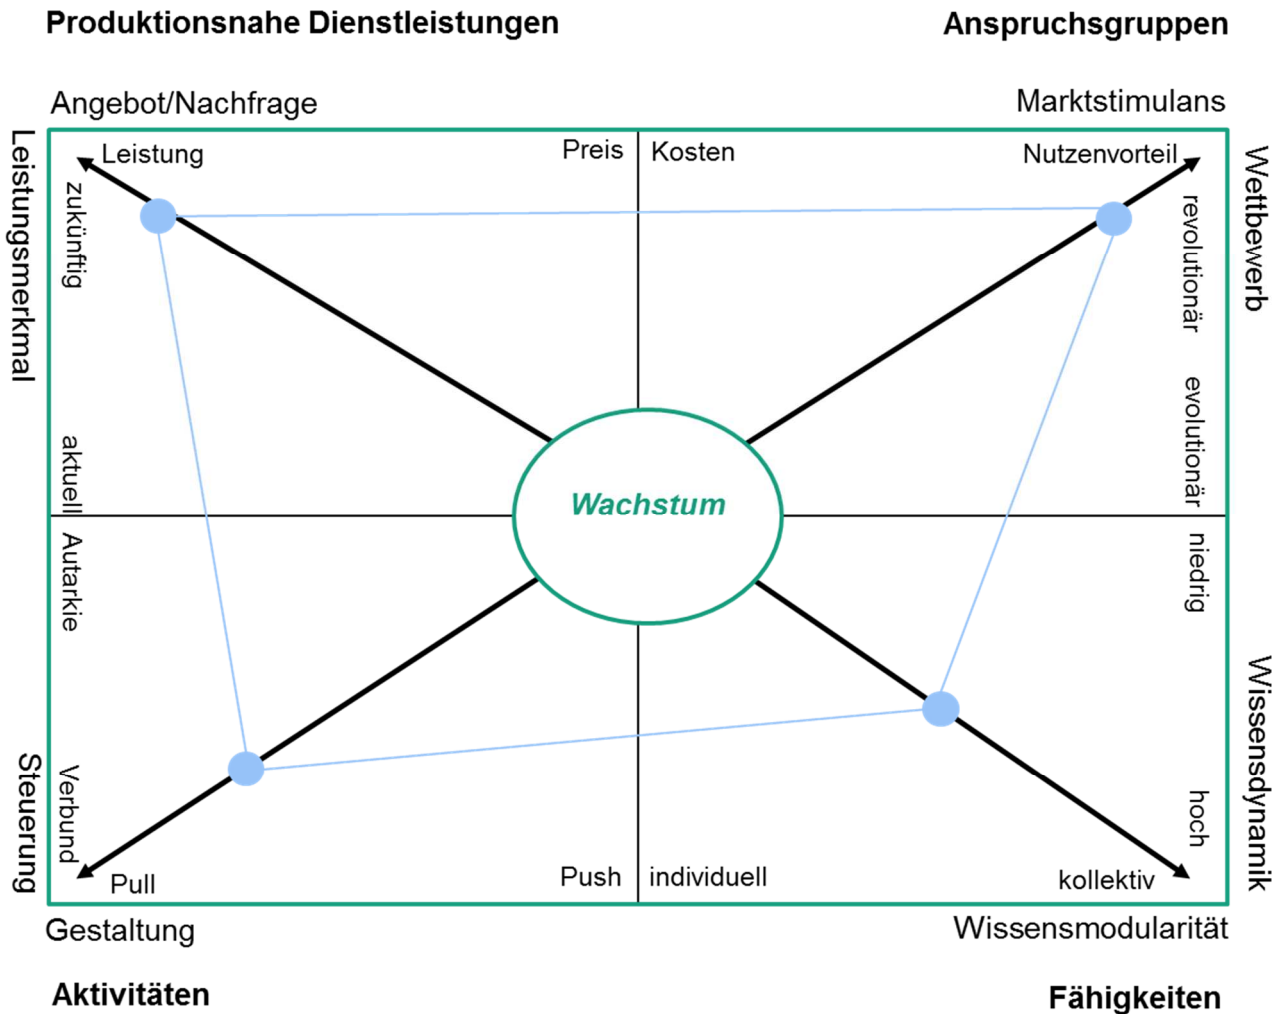 Produktionsnahe Dienstleistungen
Anspruchsgruppen
Angebot/Nachfrage
Marktstimulans
Leistungsmerkmal
Leistung
Preis
Kosten
Nutzenvorteil
Wettbewerb
zukünftig
revolutionär
aktuell
evolutionär
Wachstum
Autarkie
niedrig
Steuerung
Verbund
hoch
Wissensdynamik
Pull
Push
individuell
kollektiv
Gestaltung
Wissensmodularität
Aktivitäten
Fähigkeiten